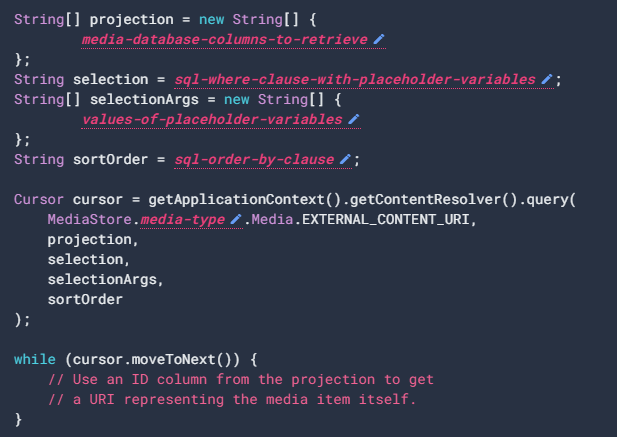 String[] projection = new String[] {
media-database-columns-to-retrieve
};
String selection = sql-where-clause-with-placeholder-variables;
String[] selectionArgs = new String[] {
values-of-placeholder-variables
};
String sortOrder = sql-order-by-clause;
Cursor cursor = getApplicationContext().getContentResolver().query(
MediaStore.media-type.Media.EXTERNAL_CONTENT_URI,
projection,
selection,
selectionArgs,
sortOrder
);
while (cursor.moveToNext()) {
// Use an ID column from the projection to get
// a URI representing the media item itself.
}